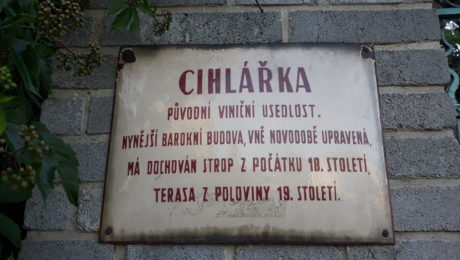 CIHLÁŘKA
PŮVODNÍ VINIČNÍ USEDLOST.
NYNĚJŠÍ BAROKNÍ BUDOVA, VNĚ NOVODOBĚ UPRAVENÁ,
MÁ DOCHOVÁN STROP Z POČÁTKU 18. STOLETÍ,
TERASA Z POLOVINY 19. STOLETÍ.